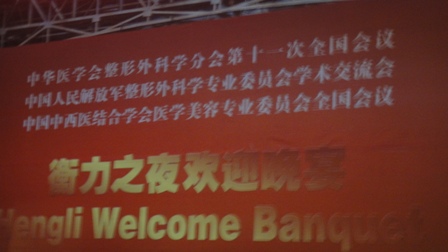 中华医学会整形外科学分会第十一次全国会议
中国人民解放军整形外科学专业委员会学术交流会
中国中西医结合学会医学美容专业委员会全国会议
衡力之夜欢迎晚宴
Hengli Welcome Banquet